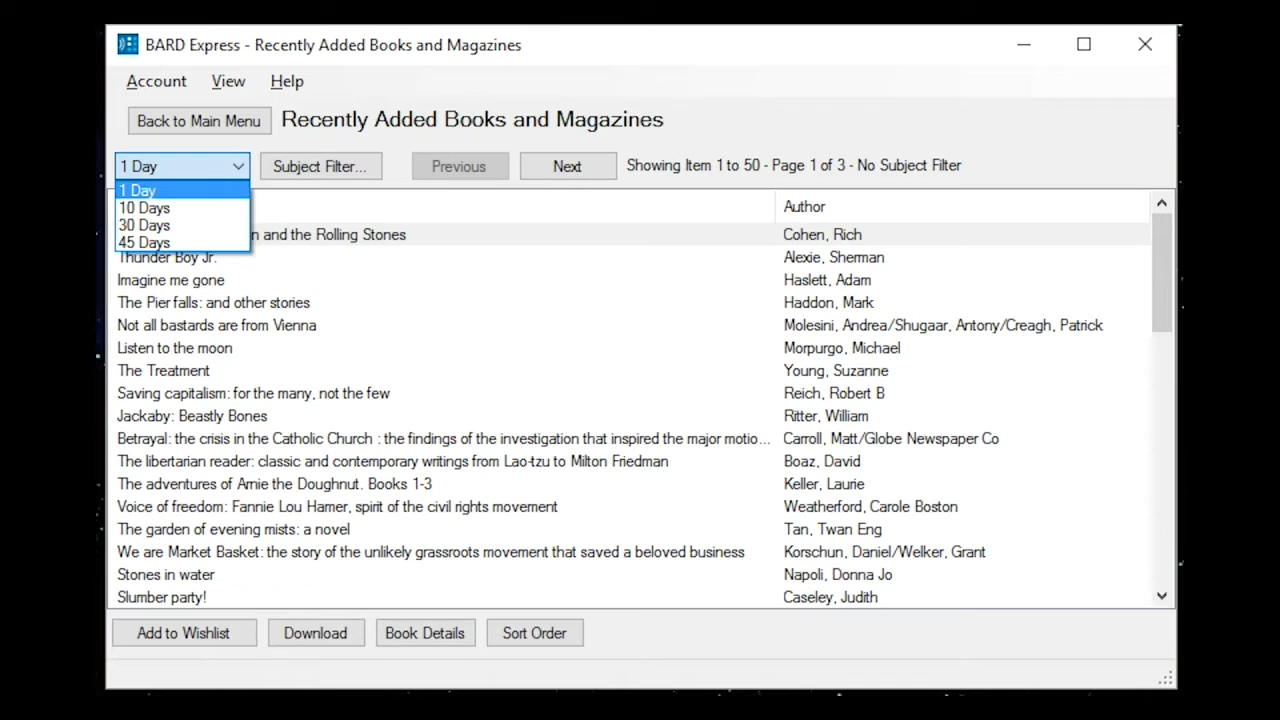 BARD Express - Recently Added Books and Magazines
Account View Help
Back to Main Menu Recently Added Books and Magazines
1 Day Subject Filter... Previous Next Showing Item 1 to 50 - Page 1 of 3 - No Subject Filter
1 Day
10 Days
30 Days
45 Days
Author
n and the Rolling Stones Cohen, Rich
Thunder Boy Jr. Alexie, Sherman
Imagine me gone Haslett, Adam
The Pier falls: and other stories Haddon, Mark
Not all bastards are from Vienna Molesini, Andrea/Shugaar, Antony/Creagh, Patrick
Listen to the moon Morpurgo, Michael
The Treatment Young, Suzanne
Saving capitalism: for the many, not the few Reich, Robert B
Jackaby: Beastly Bones Ritter, William
Betrayal: the crisis in the Catholic Church : the findings of the investigation that inspired the major motio... Carroll, Matt/Globe Newspaper Co
The libertarian reader: classic and contemporary writings from Lao-tzu to Milton Friedman Boaz, David
The adventures of Arnie the Doughnut. Books 1-3 Keller, Laurie
Voice of freedom: Fannie Lou Hamer, spirit of the civil rights movement Weatherford, Carole Boston
The garden of evening mists: a novel Tan, Twan Eng
We are Market Basket: the story of the unlikely grassroots movement that saved a beloved business Korschun, Daniel/Welker, Grant
Stones in water Napoli, Donna Jo
Slumber party! Caseley, Judith
Add to Wishlist Download Book Details Sort Order